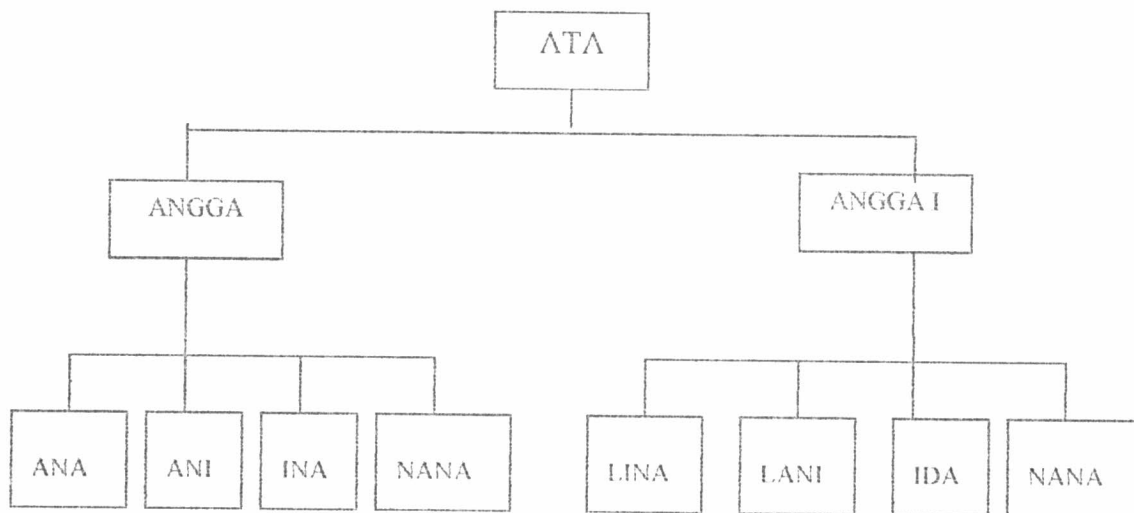 ATA
ANGGA
ANGGA I
ANA
ANI
INA
NANA
LINA
LANI
IDA
NANA